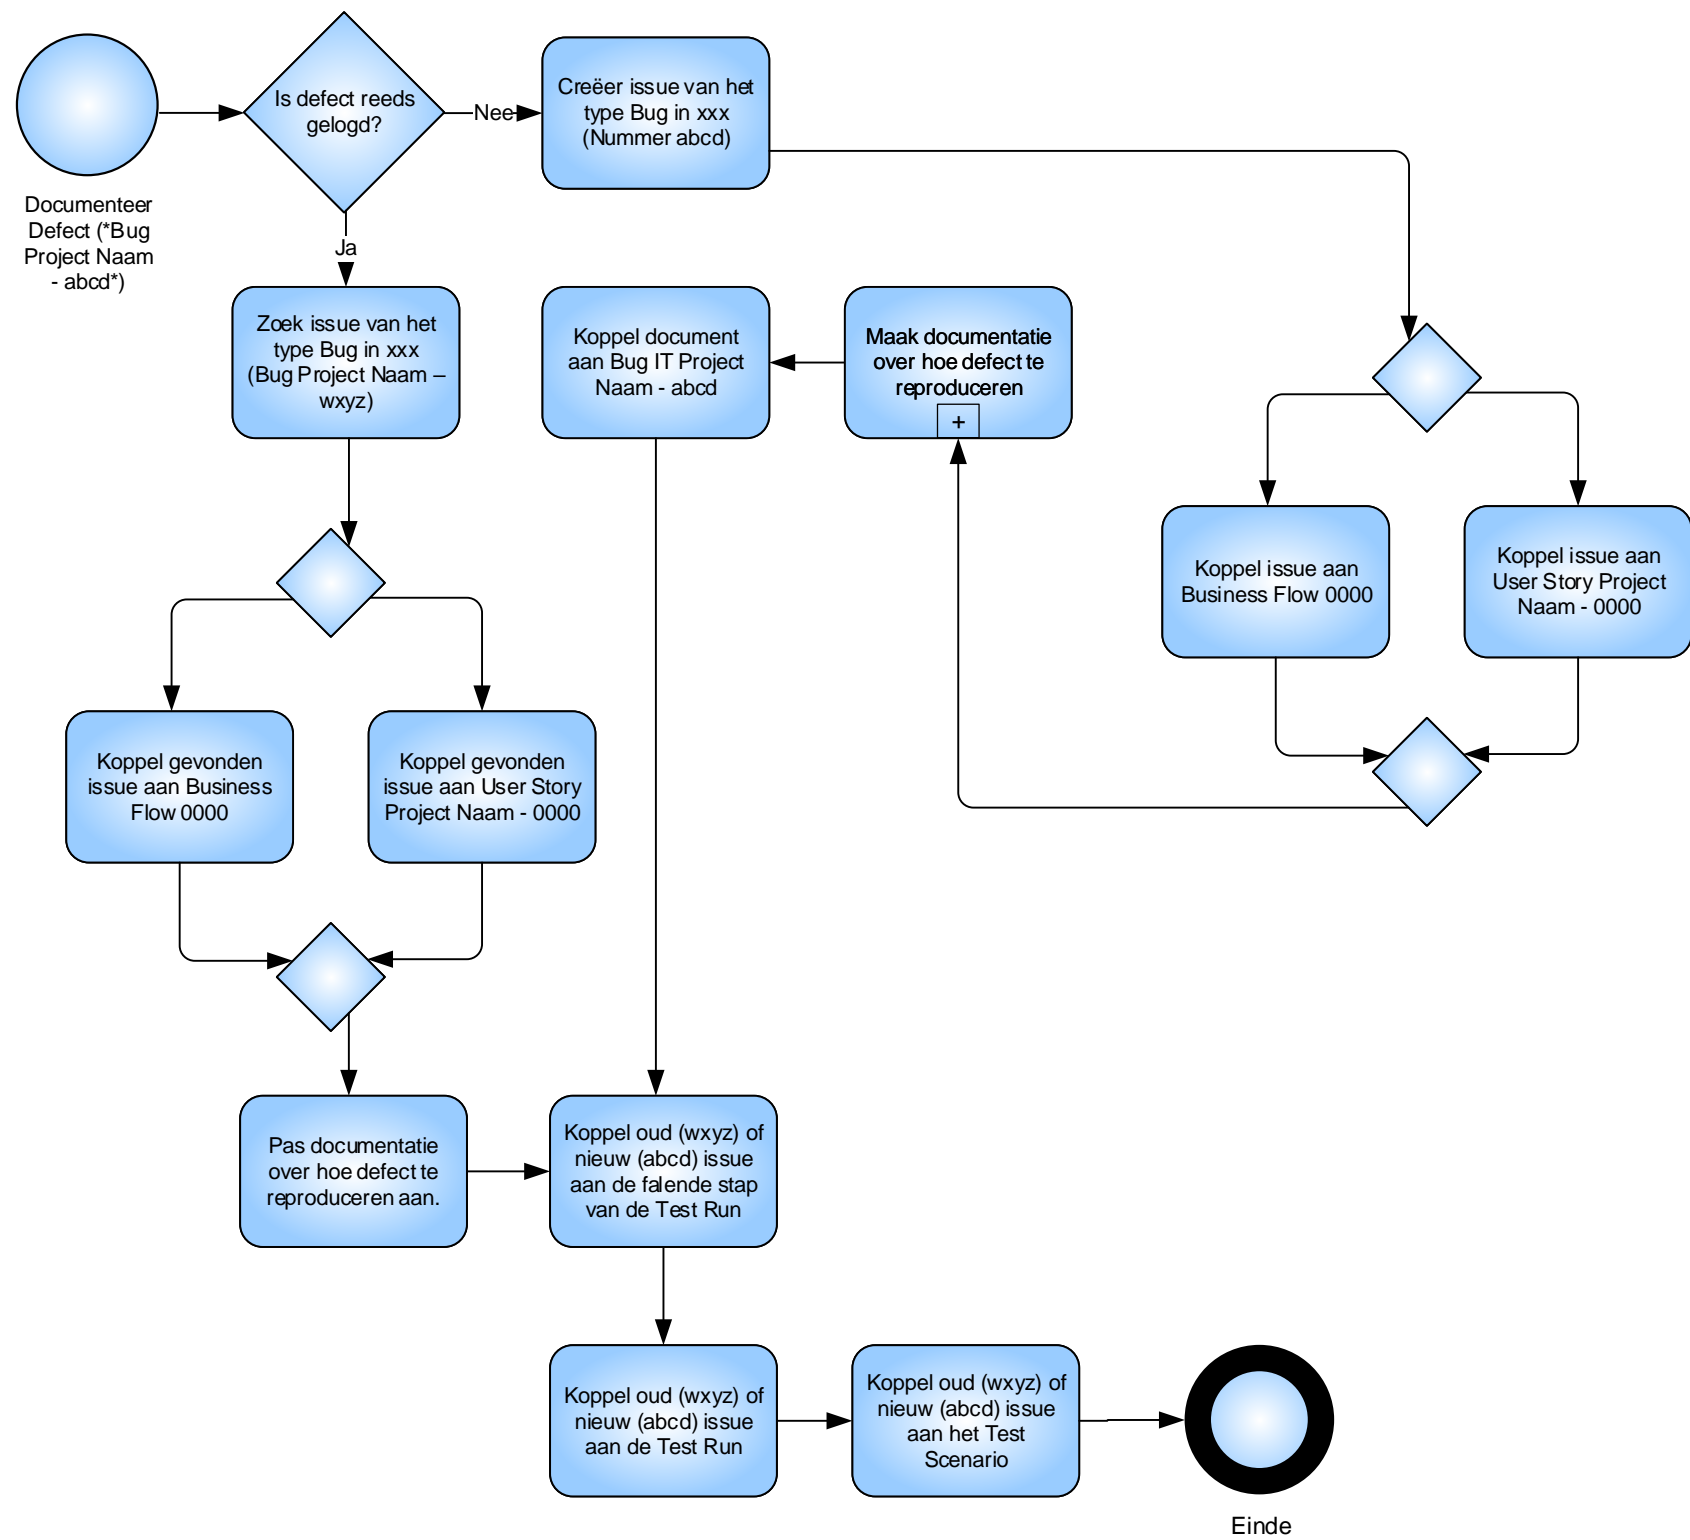 Documenteer
Defect (*Bug
Project Naam
- abcd*)
Is defect reeds
gelogd?
Nee
Ja
Creëer issue van het
type Bug in xxx
(Nummer abcd)
Zoek issue van het
type Bug in xxx
(Bug Project Naam –
wxyz)
Koppel document
aan Bug IT Project
Naam - abcd
Maak documentatie
over hoe defect te
reproduceren
+
Koppel issue aan
Business Flow 0000
Koppel issue aan
User Story Project
Naam - 0000
Koppel gevonden
issue aan Business
Flow 0000
Koppel gevonden
issue aan User Story
Project Naam - 0000
Pas documentatie
over hoe defect te
reproduceren aan.
Koppel oud (wxyz) of
nieuw (abcd) issue
aan de falende stap
van de Test Run
Koppel oud (wxyz) of
nieuw (abcd) issue
aan de Test Run
Koppel oud (wxyz) of
nieuw (abcd) issue
aan het Test
Scenario
Einde